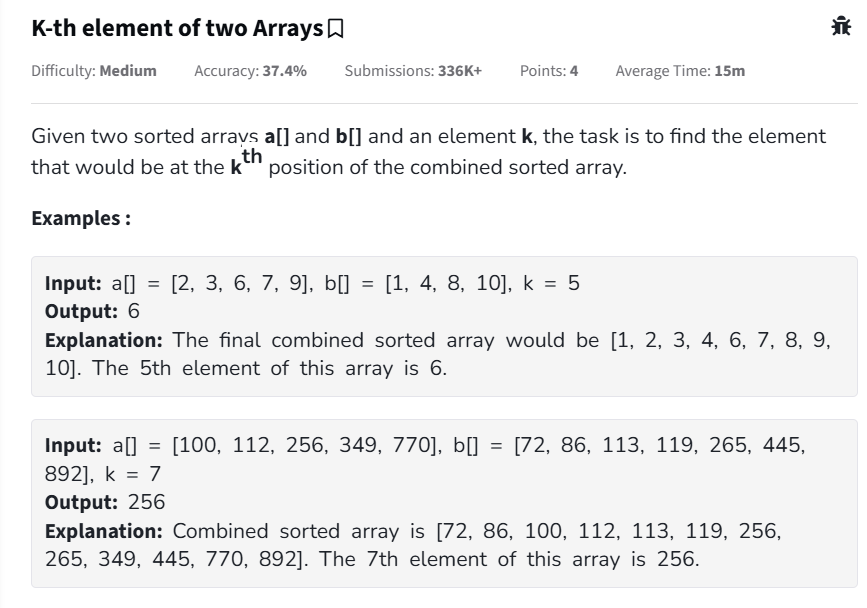 K-th element of two Arrays
Difficulty: Medium Accuracy: 37.4% Submissions: 336K+ Points: 4 Average Time: 15m
Given two sorted arrays a[] and b[] and an element k, the task is to find the element
that would be at the kth position of the combined sorted array.
Examples :
Input: a[] = [2, 3, 6, 7, 9], b[] = [1, 4, 8, 10], k = 5
Output: 6
Explanation: The final combined sorted array would be [1, 2, 3, 4, 6, 7, 8, 9,
10]. The 5th element of this array is 6.
Input: a[] = [100, 112, 256, 349, 770], b[] = [72, 86, 113, 119, 265, 445,
892], k = 7
Output: 256
Explanation: Combined sorted array is [72, 86, 100, 112, 113, 119, 256,
265, 349, 445, 770, 892]. The 7th element of this array is 256.